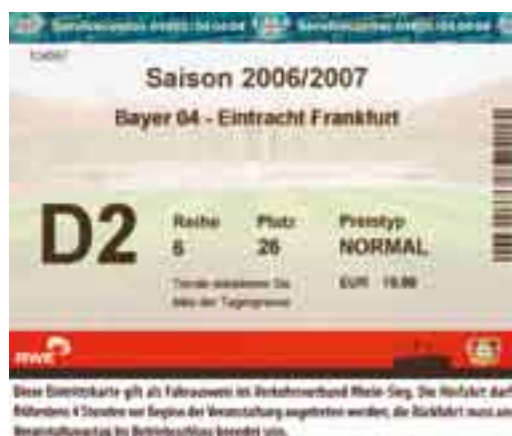 Saison 2006/2007
Bayer 04 - Eintracht Frankfurt
D2
Reihe Platz Preistyp
6 26 NORMAL
EUR
RWE
Diese Eintrittskarte gilt als Fahrausweis im Verkehrsverbund Rhein-Sieg. Die Hinfahrt darf
frühestens 4 Stunden vor Beginn der Veranstaltung angetreten werden, die Rückfahrt muss am
Veranstaltungstag bis Betriebsschluss beendet sein.